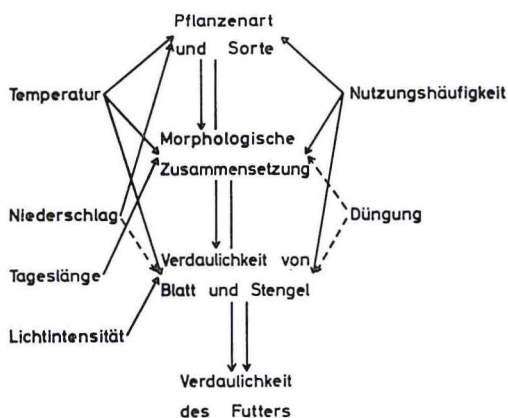 Pflanzenart
und Sorte
Temperatur
Nutzungshäufigkeit
Morphologische
Zusammensetzung
Niederschlag
Düngung
Verdaulichkeit von
Tageslänge
Blatt und Stengel
Lichtintensität
Verdaulichkeit
des Futters